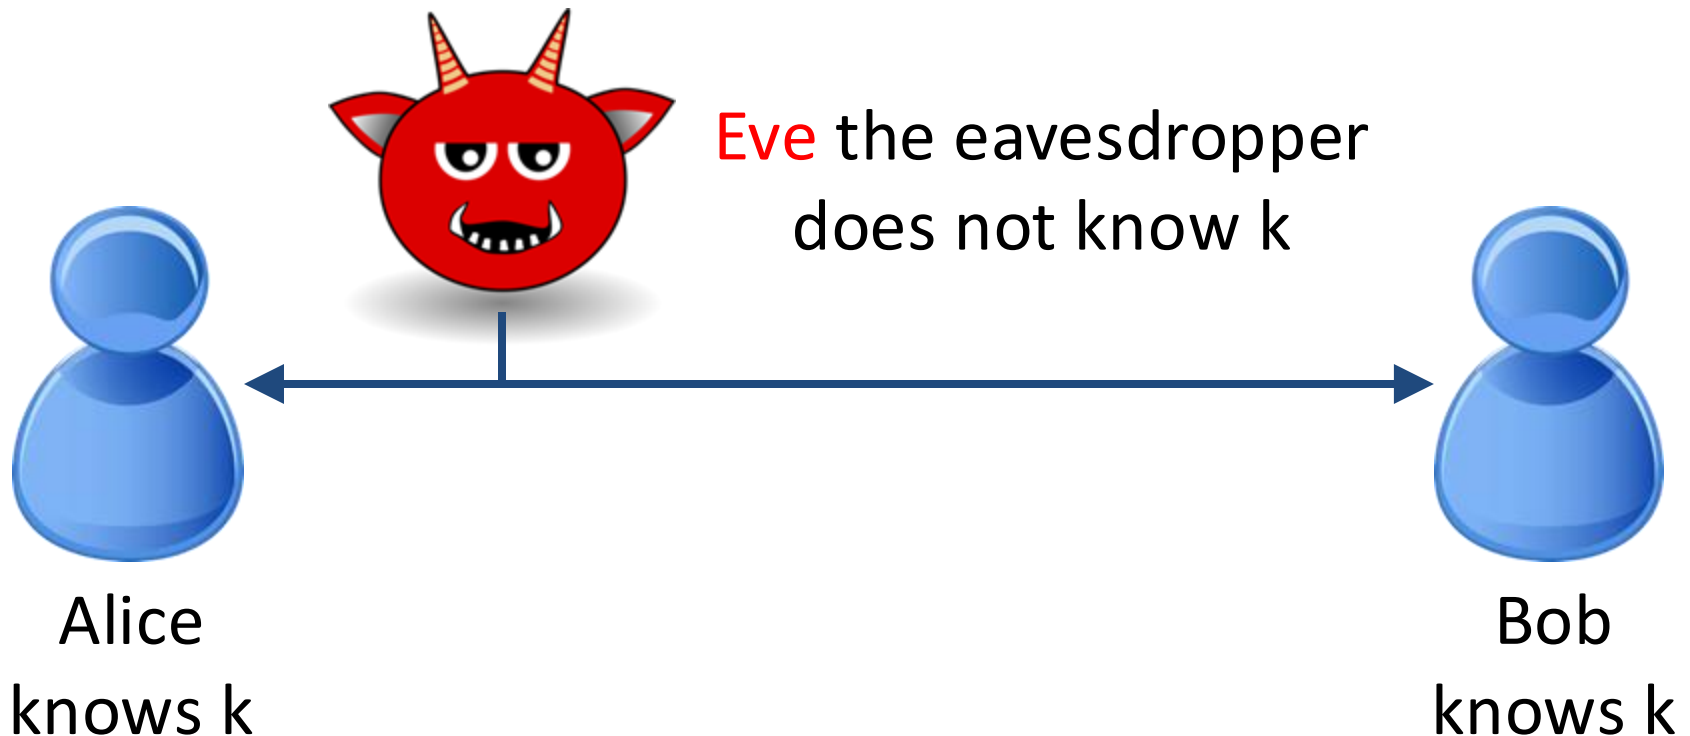 Eve the eavesdropper
does not know k
Alice
knows k
Bob
knows k